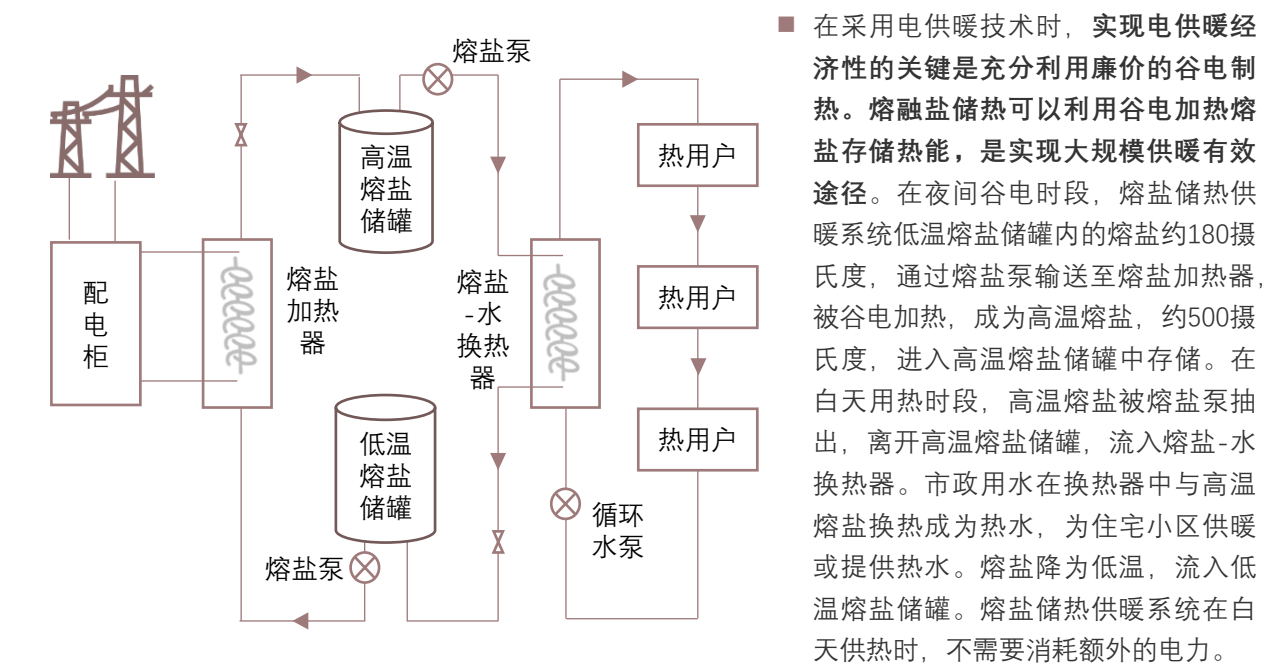 熔盐泵
高温
熔盐
储罐
热用户
配
电
柜
熔盐
加热
器
熔盐
-水
换热
器
热用户
低温
熔盐
储罐
热用户
循环
水泵
熔盐泵
在采用电供暖技术时，实现电供暖经
济性的关键是充分利用廉价的谷电制
热。熔融盐储热可以利用谷电加热熔
盐存储热能，是实现大规模供暖有效
途径。在夜间谷电时段，熔盐储热供
暖系统低温熔盐储罐内的熔盐约180摄
氏度，通过熔盐泵输送至熔盐加热器，
被谷电加热，成为高温熔盐，约500摄
氏度，进入高温熔盐储罐中存储。在
白天用热时段，高温熔盐被熔盐泵抽
出，离开高温熔盐储罐，流入熔盐-水
换热器。市政用水在换热器中与高温
熔盐换热成为热水，为住宅小区供暖
或提供热水。熔盐降为低温，流入低
温熔盐储罐。熔盐储热供暖系统在白
天供热时，不需要消耗额外的电力。